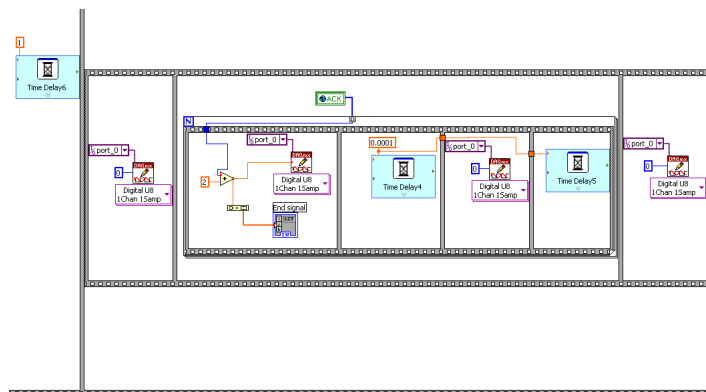 1
Time Delay6
port_0
DAQmx
0
Digital U8
1Chan 1Samp
ACK
N
port_0
DAQmx
2
Digital U8
1Chan 1Samp
End signal
0.0001
Time Delay4
port_0
DAQmx
0
Digital U8
1Chan 1Samp
Time Delay5
port_0
DAQmx
0
Digital U8
1Chan 1Samp